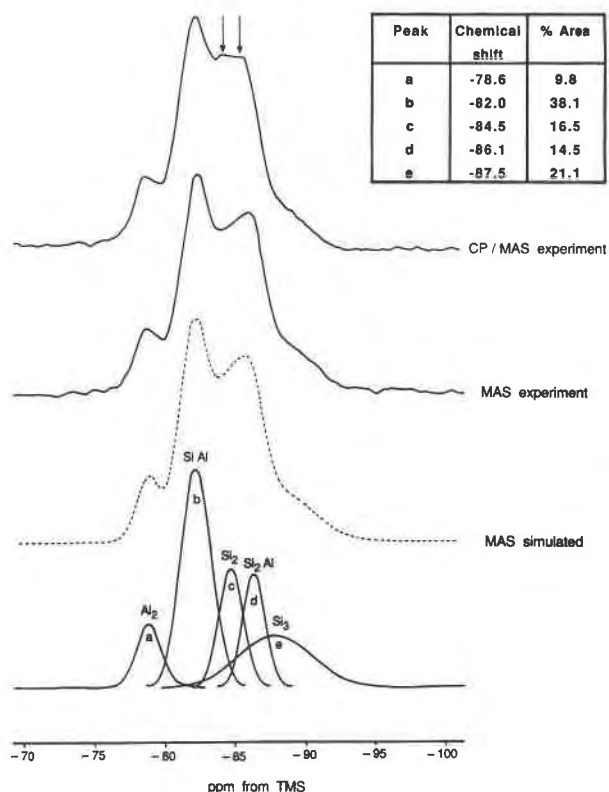 Peak Chemical shift % Area
a -78.6 9.8
b -82.0 38.1
c -84.5 16.5
d -86.1 14.5
e -87.5 21.1
CP / MAS experiment
MAS experiment
MAS simulated
Si Al
b
Si2
c
Si2 Al
d
Al2
a
Si3
e
-70 -75 -80 -85 -90 -95 -100
ppm from TMS